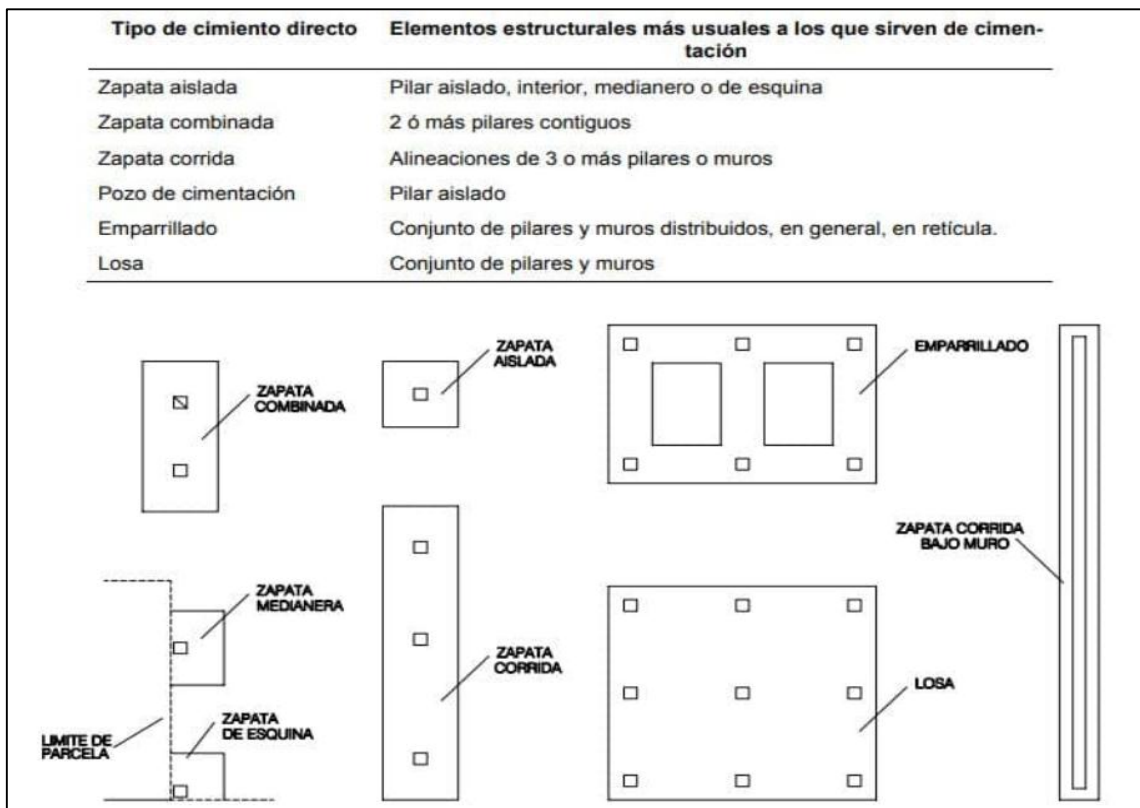 Tipo de cimiento directo Elementos estructurales más usuales a los que sirven de cimen-
tación
Zapata aislada Pilar aislado, interior, medianero o de esquina
Zapata combinada 2 ó más pilares contiguos
Zapata corrida Alineaciones de 3 o más pilares o muros
Pozo de cimentación Pilar aislado
Emparrillado Conjunto de pilares y muros distribuidos, en general, en retícula.
Losa Conjunto de pilares y muros
ZAPATA
COMBINADA
ZAPATA
AISLADA
EMPARRILLADO
ZAPATA CORRIDA
BAJO MURO
ZAPATA
MEDIANERA
ZAPATA
CORRIDA
LOSA
ZAPATA
DE ESQUINA
LIMITE DE
PARCELA